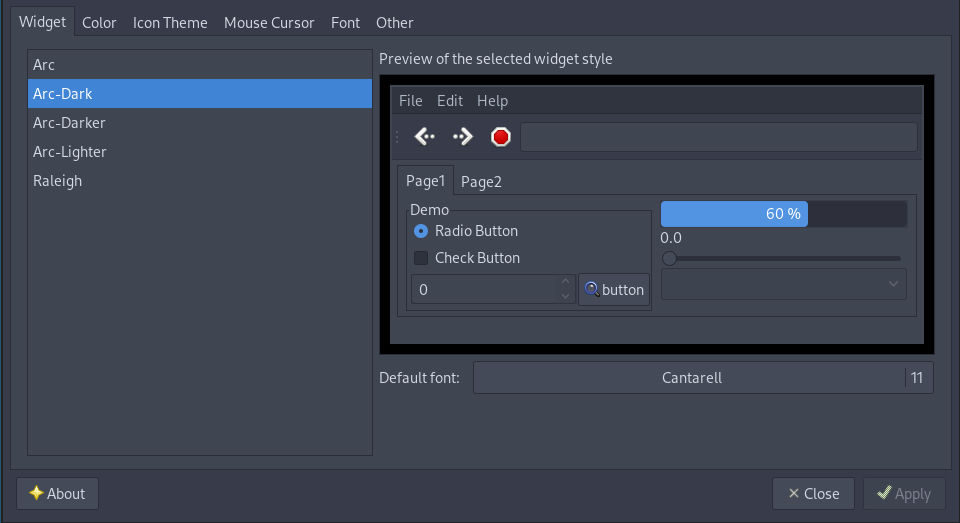 Widget Color Icon Theme Mouse Cursor Font Other
Arc
Arc-Dark
Arc-Darker
Arc-Lighter
Raleigh
Preview of the selected widget style
File Edit Help
Page1 Page2
Demo
Radio Button
Check Button
0 button
60 %
0.0
Default font: Cantarell 11
About Close Apply